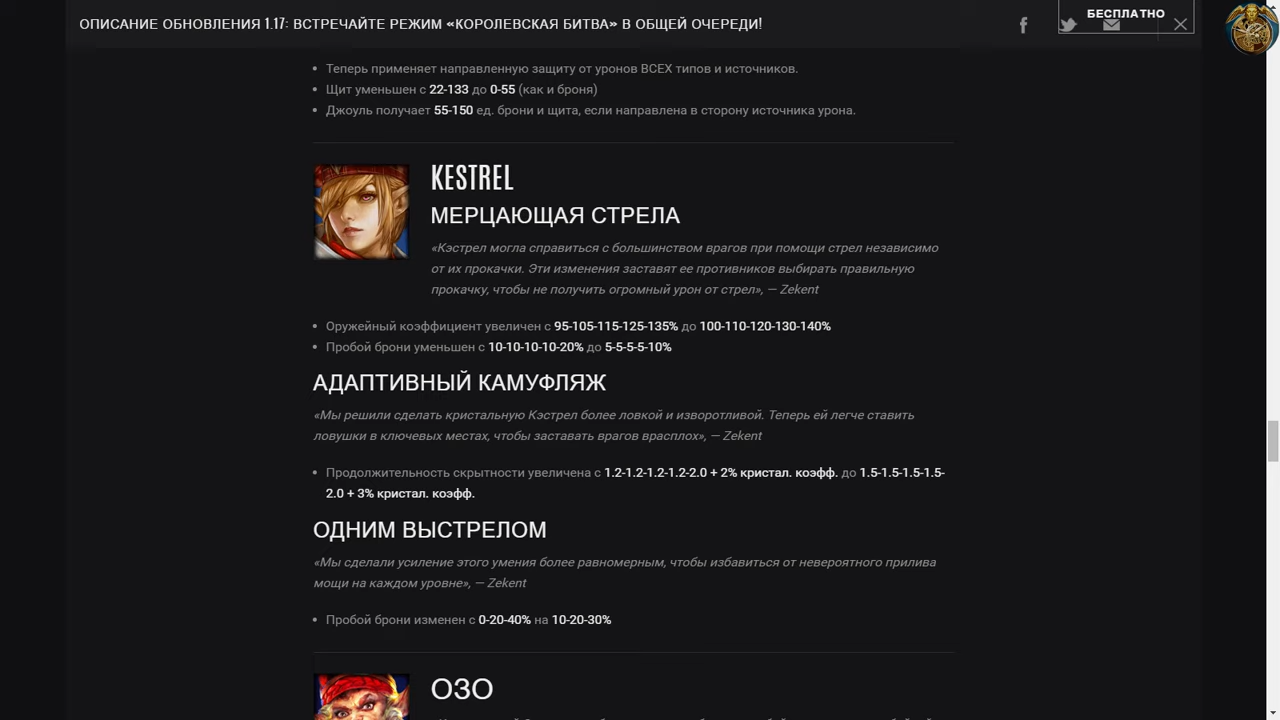 ОПИСАНИЕ ОБНОВЛЕНИЯ 1.17: ВСТРЕЧАЙТЕ РЕЖИМ «КОРОЛЕВСКАЯ БИТВА» В ОБЩЕЙ ОЧЕРЕДИ!
БЕСПЛАТНО
• Теперь применяет направленную защиту от уронов ВСЕХ типов и источников.
• Щит уменьшен с 22-133 до 0-55 (как и броня)
• Джоуль получает 55-150 ед. брони и щита, если направлена в сторону источника урона.
KESTREL
МЕРЦАЮЩАЯ СТРЕЛА
«Кэстрел могла справиться с большинством врагов при помощи стрел независимо
от их прокачки. Эти изменения заставят ее противников выбирать правильную
прокачку, чтобы не получить огромный урон от стрел», — Zekent
• Оружейный коэффициент увеличен с 95-105-115-125-135% до 100-110-120-130-140%
• Пробой брони уменьшен с 10-10-10-10-20% до 5-5-5-5-10%
АДАПТИВНЫЙ КАМУФЛЯЖ
«Мы решили сделать кристальную Кэстрел более ловкой и изворотливой. Теперь ей легче ставить
ловушки в ключевых местах, чтобы заставать врагов врасплох», — Zekent
• Продолжительность скрытности увеличена с 1.2-1.2-1.2-1.2-2.0 + 2% кристал. коэфф. до 1.5-1.5-1.5-1.5-
2.0 + 3% кристал. коэфф.
ОДНИМ ВЫСТРЕЛОМ
«Мы сделали усиление этого умения более равномерным, чтобы избавиться от невероятного прилива
мощи на каждом уровне», — Zekent
• Пробой брони изменен с 0-20-40% на 10-20-30%
ОЗО